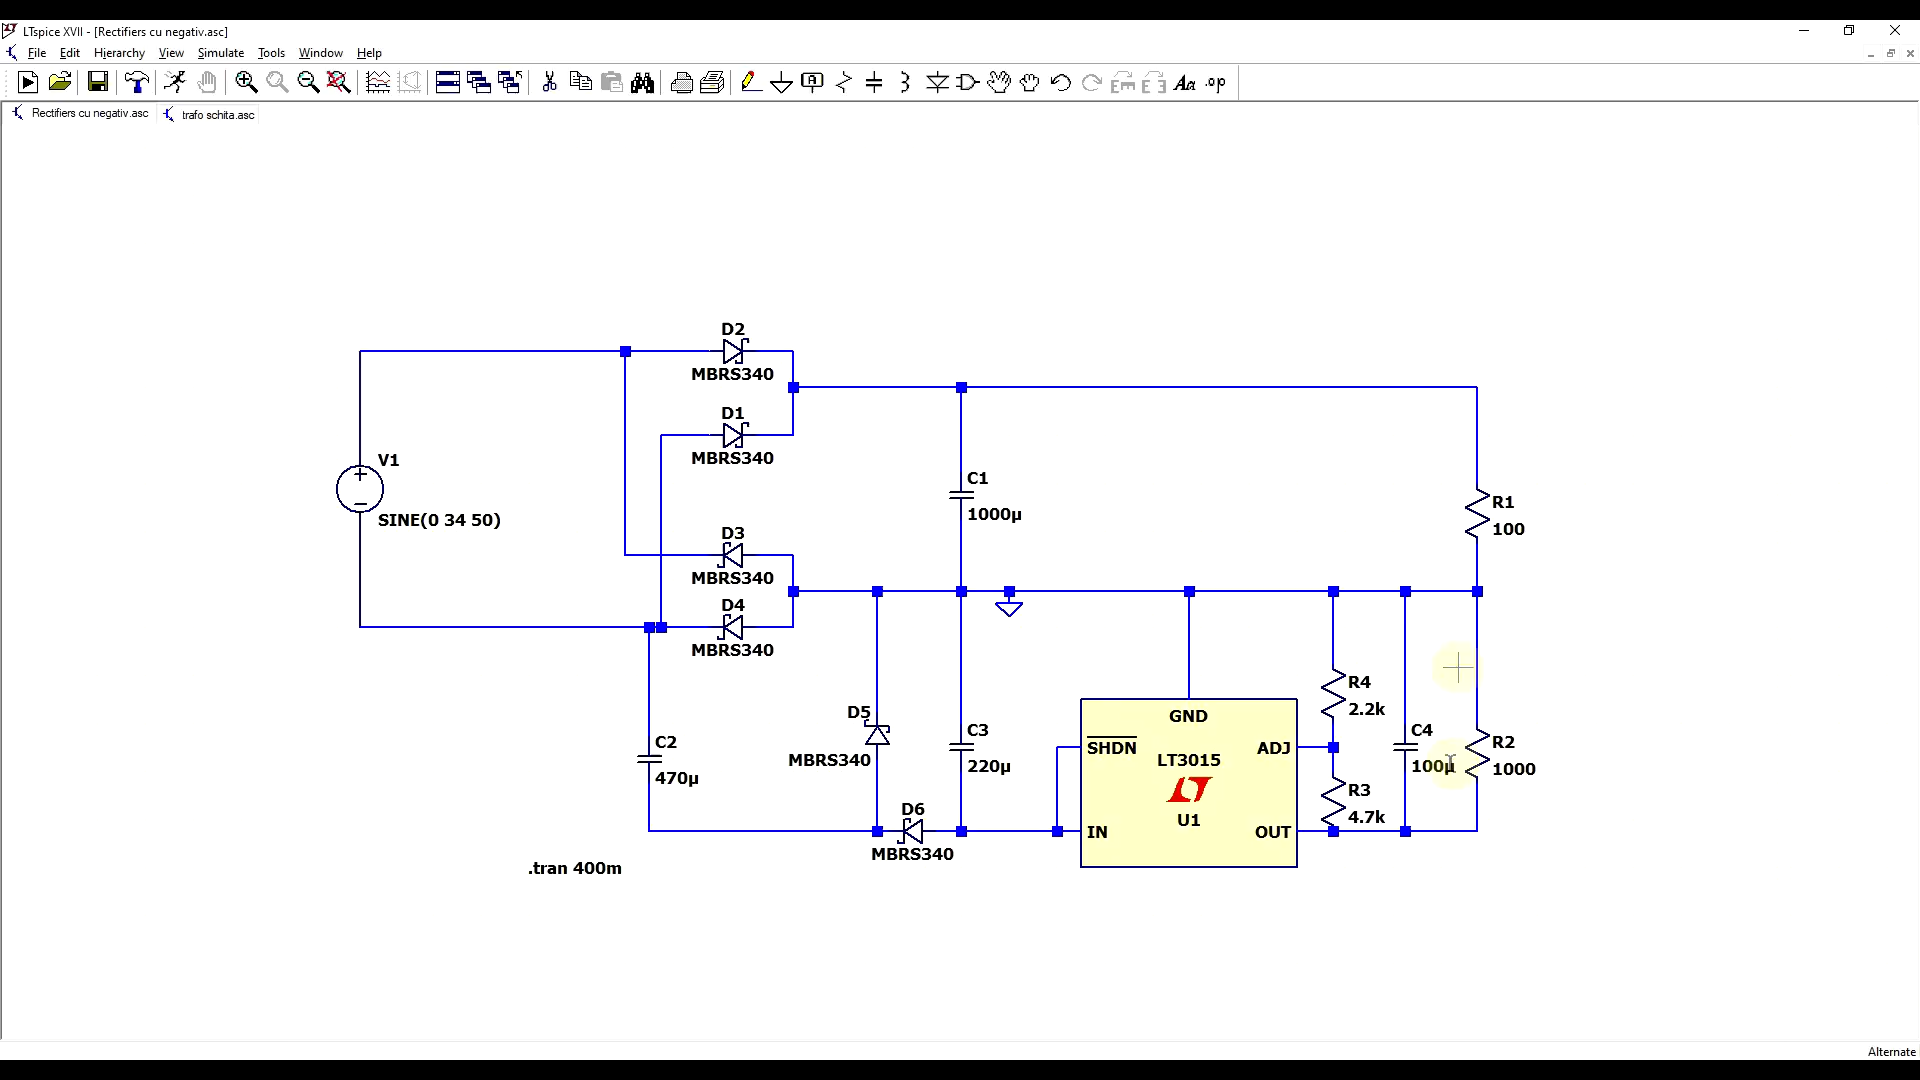 LTspice XVII - [Rectifiers cu negativ.asc]
File Edit Hierarchy View Simulate Tools Window Help
Rectifiers cu negativ.asc trafo schita.asc
D2
MBRS340
D1
MBRS340
V1
SINE(0 34 50)
C1
1000µ
R1
100
D3
MBRS340
D4
MBRS340
D5
MBRS340
C2
470µ
C3
220µ
D6
MBRS340
GND
SHDN
ADJ
LT3015
U1
IN
OUT
R4
2.2k
C4
100µ
R2
1000
R3
4.7k
.tran 400m
Alternate